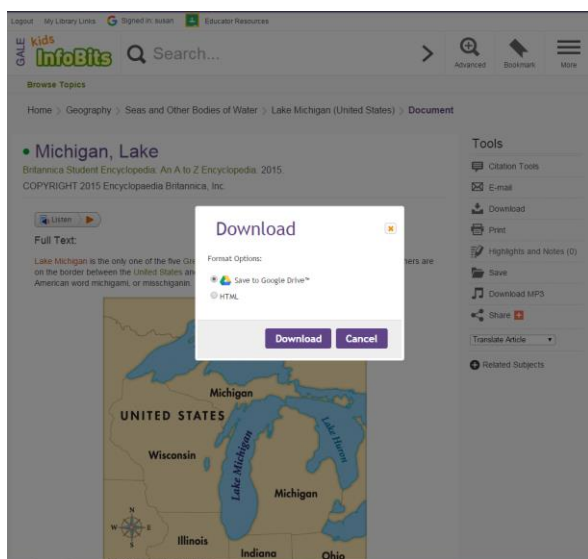 Logout My Library Links G Signed in: susan Educator Resources
GALE kids InfoBits Search... Advanced Bookmark More
Browse Topics
Home > Geography > Seas and Other Bodies of Water > Lake Michigan (United States) > Document
Michigan, Lake
Britannica Student Encyclopedia: An A to Z Encyclopedia. 2015.
COPYRIGHT 2015 Encyclopaedia Britannica, Inc.
Listen
Full Text:
Lake Michigan is the only one of the five Gre hers are
on the border between the United States an
American word michigami, or misschiganin.
Download
Format Options:
Save to Google Drive™
HTML
Download Cancel
Michigan
UNITED STATES
Wisconsin
Lake Michigan
Lake Huron
Michigan
N
W E
S
Illinois
Indiana
Ohio
Tools
Citation Tools
E-mail
Download
Print
Highlights and Notes (0)
Save
Download MP3
Share
Translate Article
Related Subjects